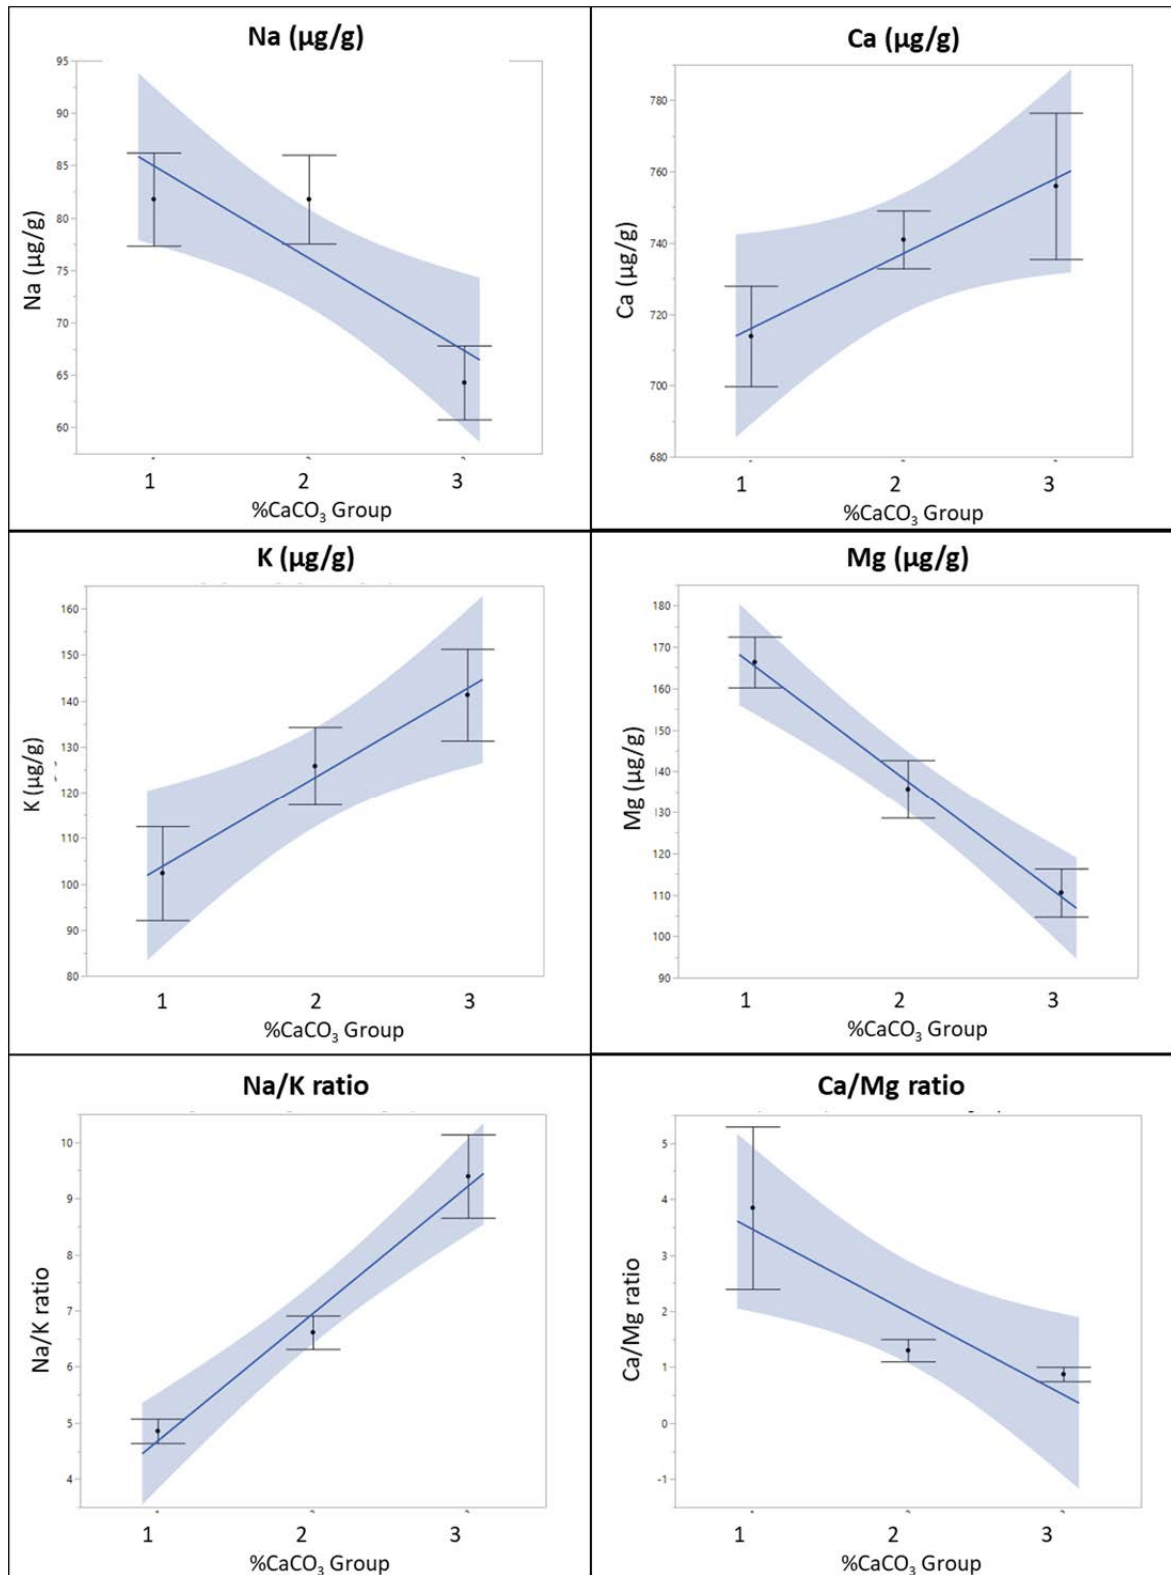 Na (µg/g)
95
90
85
80
75
70
65
60
Na (µg/g)
1 2 3
%CaCO₃ Group
Ca (µg/g)
780
760
740
720
700
680
Ca (µg/g)
1 2 3
%CaCO₃ Group
K (µg/g)
160
150
140
130
120
110
100
90
80
K (µg/g)
1 2 3
%CaCO₃ Group
Mg (µg/g)
180
170
160
150
140
130
120
110
100
90
Mg (µg/g)
1 2 3
%CaCO₃ Group
Na/K ratio
10
9
8
7
6
5
4
Na/K ratio
1 2 3
%CaCO₃ Group
Ca/Mg ratio
5
4
3
2
1
0
-1
Ca/Mg ratio
1 2 3
%CaCO₃ Group